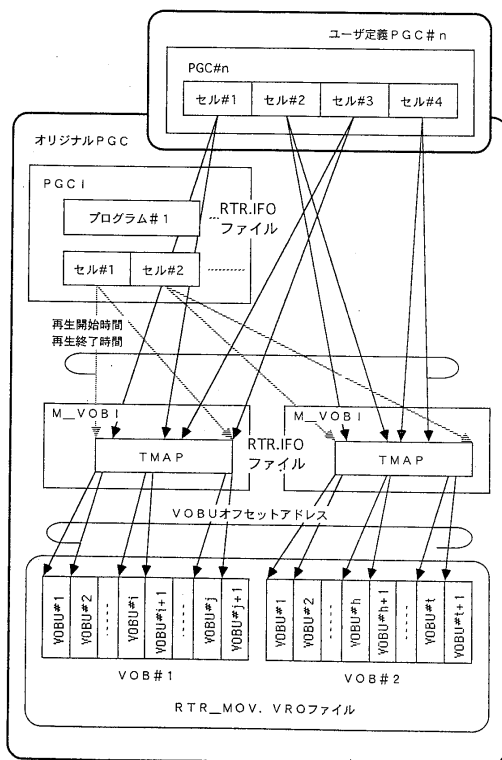 ユーザ定義PGC#n
PGC#n
セル#1 セル#2 セル#3 セル#4
オリジナルPGC
PGCI
プログラム#1
RTR.IFO
ファイル
セル#1 セル#2
再生開始時間
再生終了時間
M__VOBI
M__VOBI
TMAP
RTR.IFO
ファイル
TMAP
VOBUオフセットアドレス
VOBU#1 VOBU#2 VOBU#i VOBU#i+1 VOBU#j VOBU#j+1
VOBU#1 VOBU#2 VOBU#h VOBU#h+1 VOBU#t VOBU#t+1
VOB#1
VOB#2
RTR__MOV. VROファイル